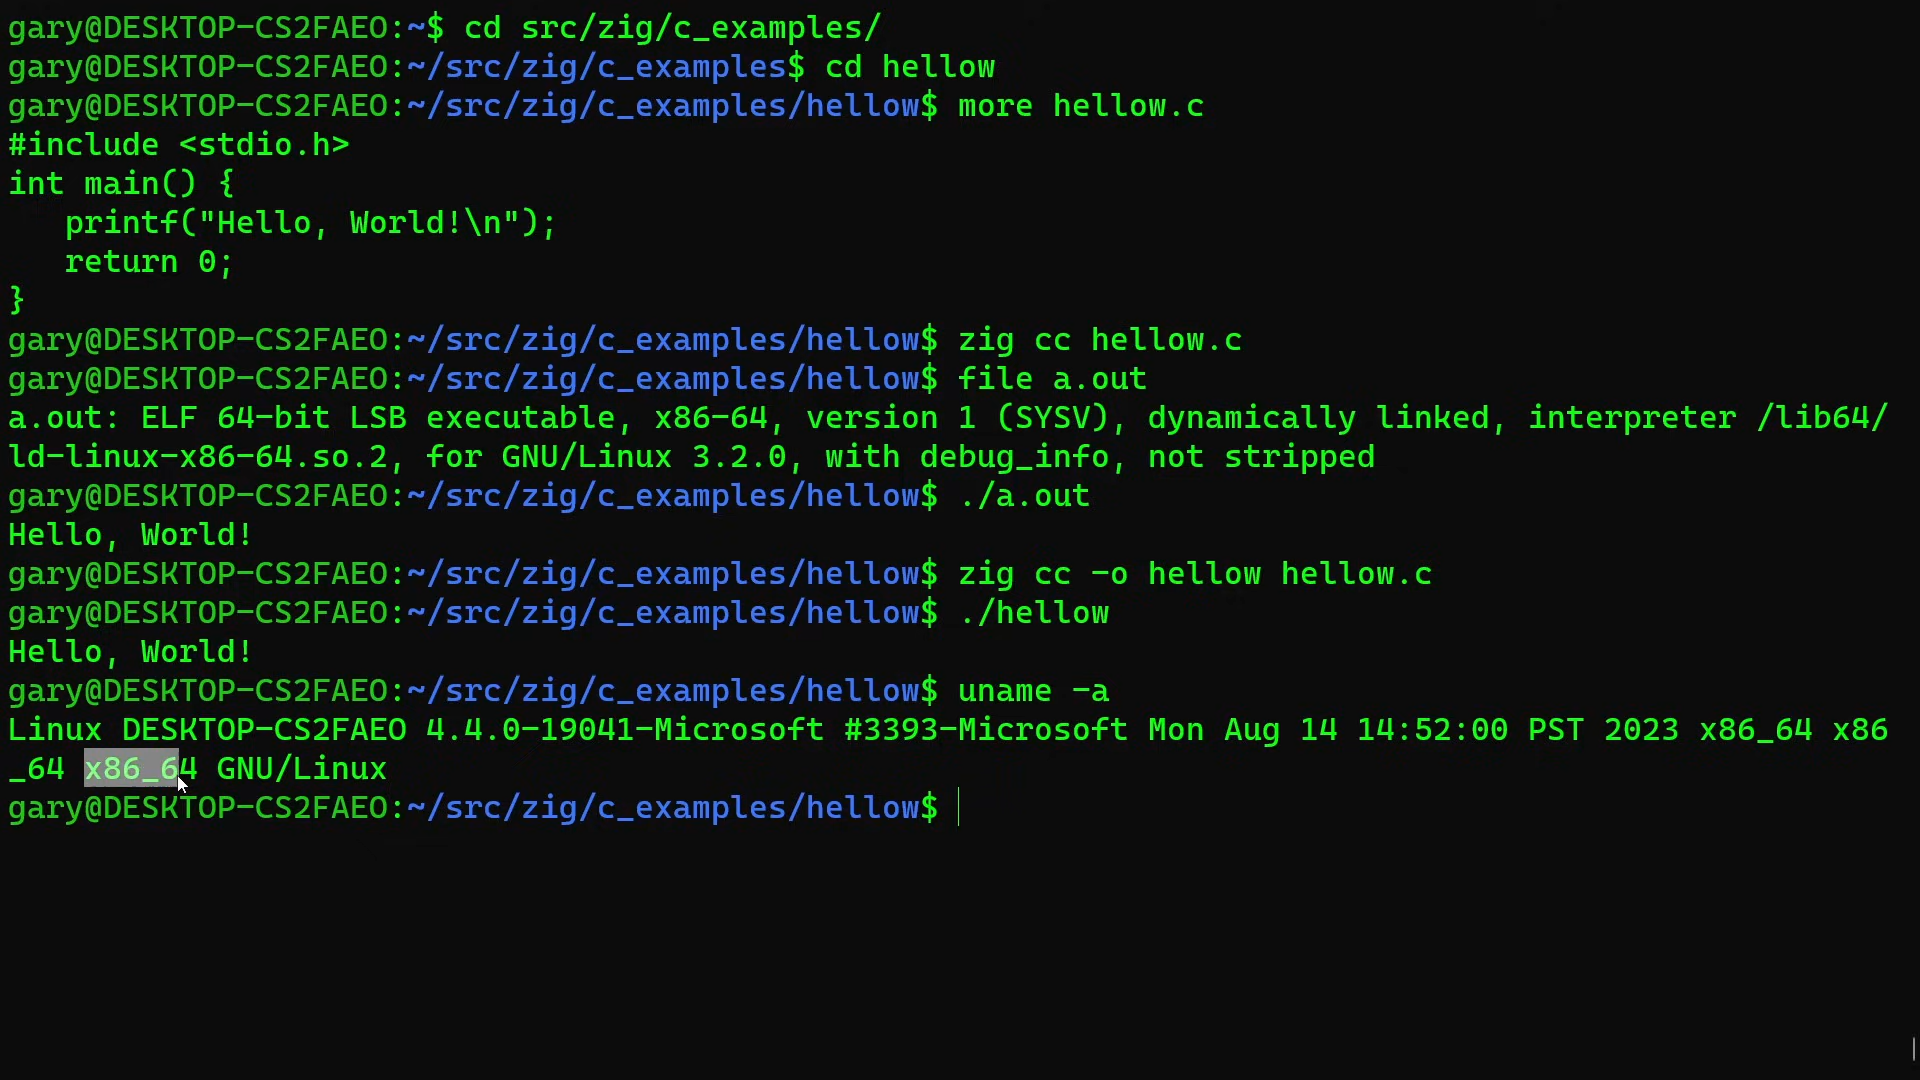 gary@DESKTOP-CS2FAEO:~$ cd src/zig/c_examples/
gary@DESKTOP-CS2FAEO:~/src/zig/c_examples$ cd hellow
gary@DESKTOP-CS2FAEO:~/src/zig/c_examples/hellow$ more hellow.c
#include <stdio.h>
int main() {
   printf("Hello, World!\n");
   return 0;
}
gary@DESKTOP-CS2FAEO:~/src/zig/c_examples/hellow$ zig cc hellow.c
gary@DESKTOP-CS2FAEO:~/src/zig/c_examples/hellow$ file a.out
a.out: ELF 64-bit LSB executable, x86-64, version 1 (SYSV), dynamically linked, interpreter /lib64/
ld-linux-x86-64.so.2, for GNU/Linux 3.2.0, with debug_info, not stripped
gary@DESKTOP-CS2FAEO:~/src/zig/c_examples/hellow$ ./a.out
Hello, World!
gary@DESKTOP-CS2FAEO:~/src/zig/c_examples/hellow$ zig cc -o hellow hellow.c
gary@DESKTOP-CS2FAEO:~/src/zig/c_examples/hellow$ ./hellow
Hello, World!
gary@DESKTOP-CS2FAEO:~/src/zig/c_examples/hellow$ uname -a
Linux DESKTOP-CS2FAEO 4.4.0-19041-Microsoft #3393-Microsoft Mon Aug 14 14:52:00 PST 2023 x86_64 x86
_64 x86_64 GNU/Linux
gary@DESKTOP-CS2FAEO:~/src/zig/c_examples/hellow$